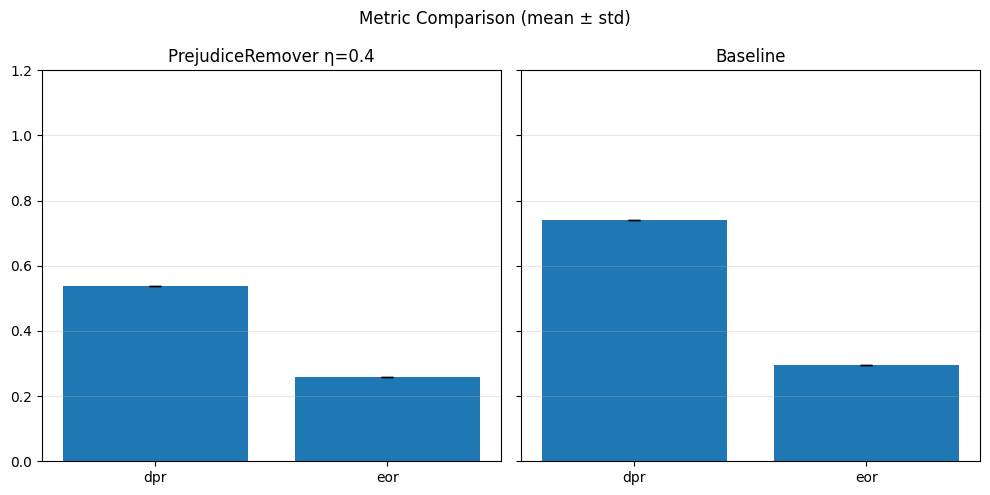 Metric Comparison (mean ± std)
PrejudiceRemover η=0.4
Baseline
1.2
1.0
0.8
0.6
0.4
0.2
0.0
dpr
eor
dpr
eor